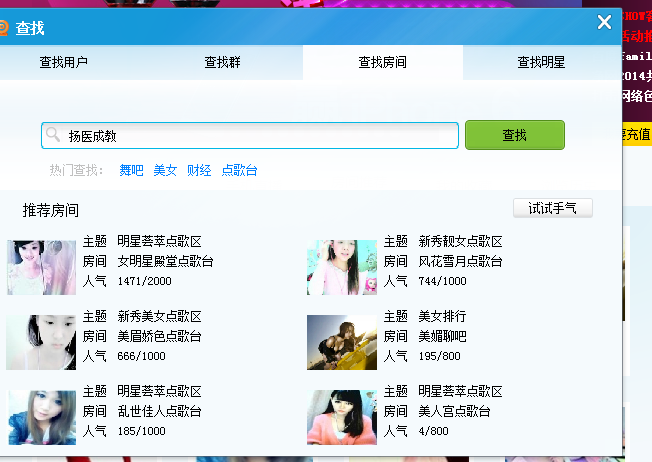 查找
查找用户 查找群 查找房间 查找明星
扬医成教 查找
热门查找： 舞吧 美女 财经 点歌台
推荐房间 试试手气
主题 明星荟萃点歌区
房间 女明星殿堂点歌台
人气 1471/2000
主题 新秀靓女点歌区
房间 风花雪月点歌台
人气 744/1000
主题 新秀美女点歌区
房间 美眉娇色点歌台
人气 666/1000
主题 美女排行
房间 美媚聊吧
人气 195/800
主题 明星荟萃点歌区
房间 乱世佳人点歌台
人气 185/1000
主题 明星荟萃点歌区
房间 美人宫点歌台
人气 4/800
活动推
2014共
网络色
充值